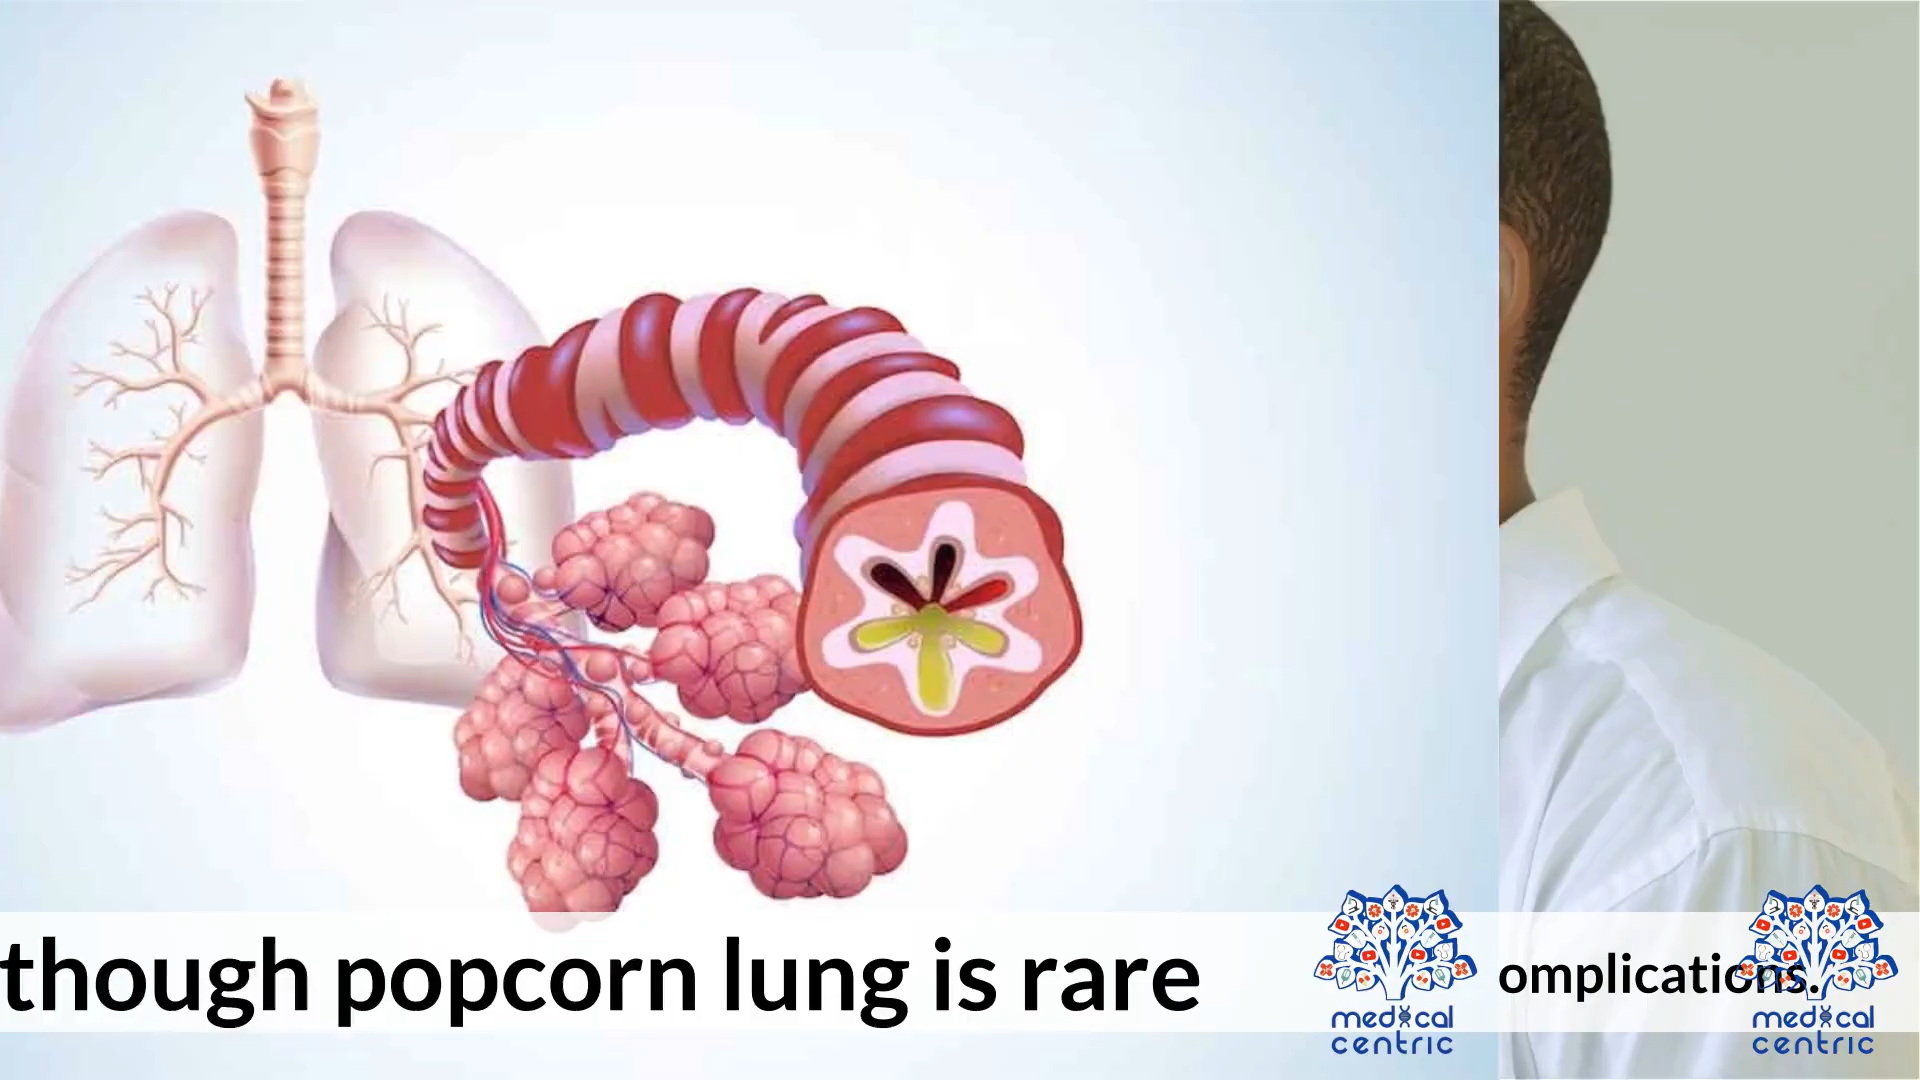 though popcorn lung is rare
omplications.
medical
centric
medical
centric